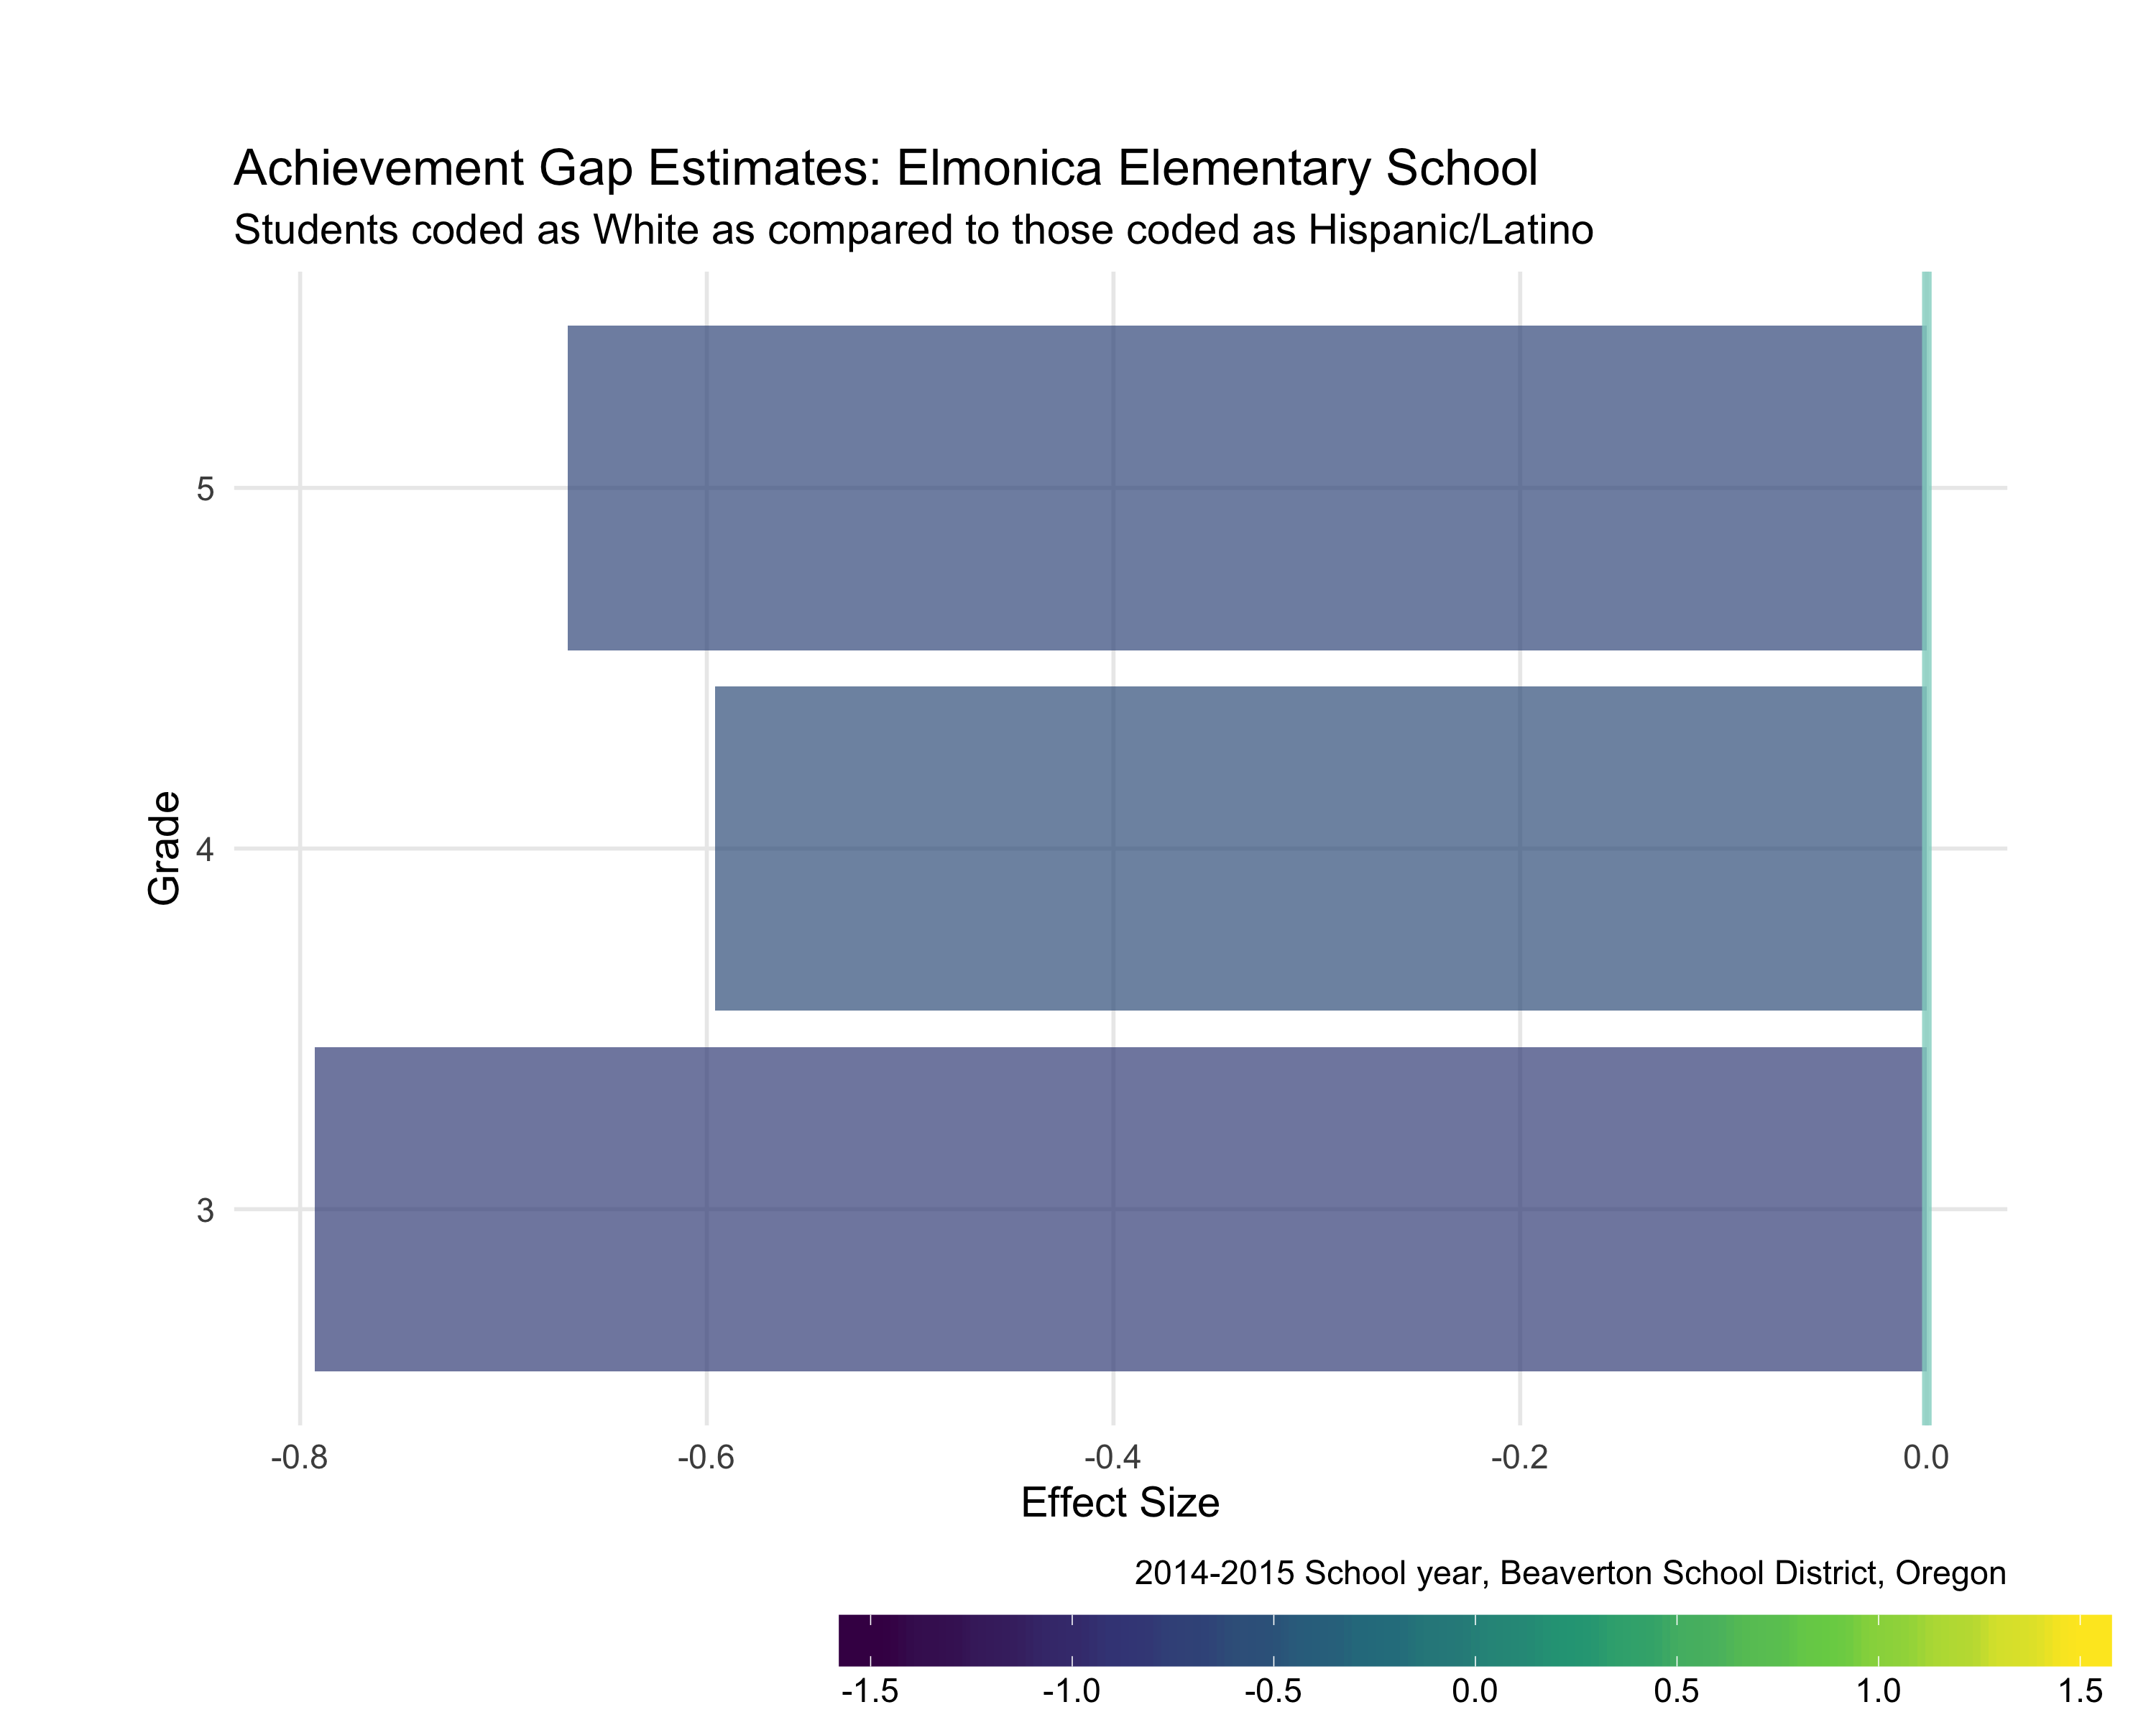 Achievement Gap Estimates: Elmonica Elementary School
Students coded as White as compared to those coded as Hispanic/Latino
5
4
3
Grade
-0.8 -0.6 -0.4 -0.2 0.0
Effect Size
2014-2015 School year, Beaverton School District, Oregon
-1.5 -1.0 -0.5 0.0 0.5 1.0 1.5